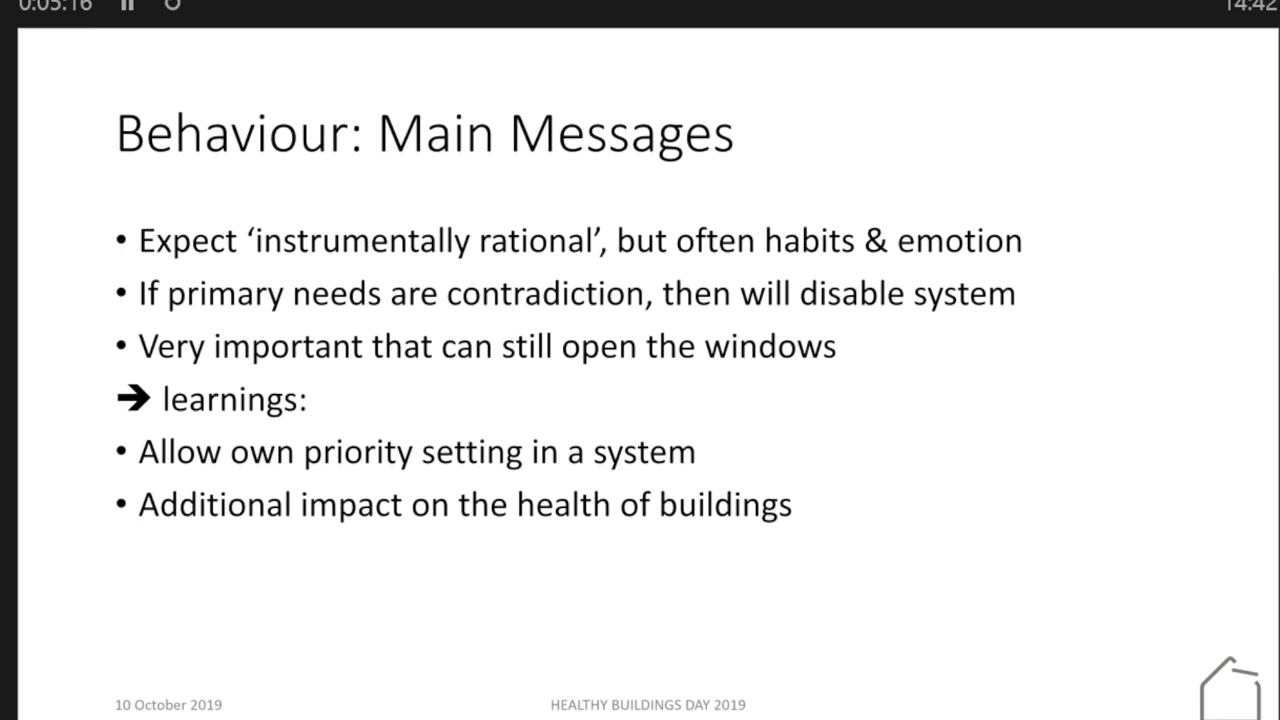 0:05:16
14:42
Behaviour: Main Messages
• Expect ‘instrumentally rational’, but often habits & emotion
• If primary needs are contradiction, then will disable system
• Very important that can still open the windows
➔ learnings:
• Allow own priority setting in a system
• Additional impact on the health of buildings
10 October 2019
HEALTHY BUILDINGS DAY 2019